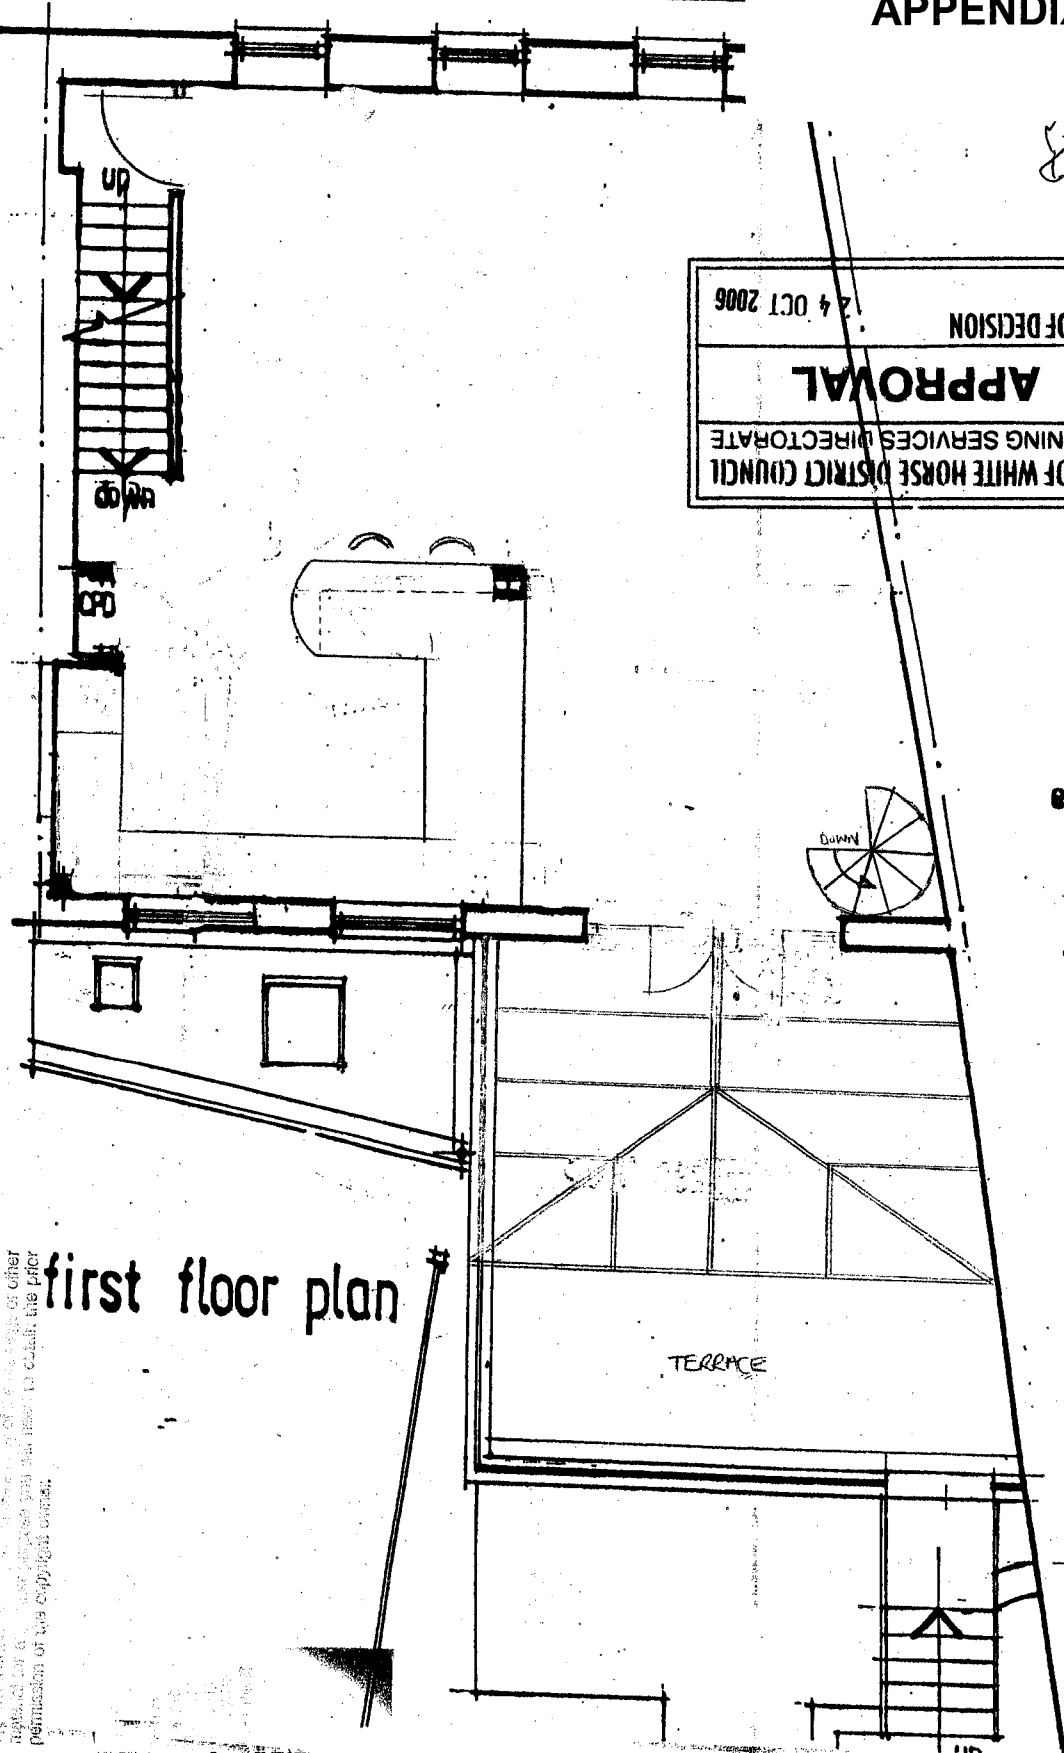 APPENDI
up
24 OCT 2006
OF DECISION
APPROVAL
NING SERVICES DIRECTORATE
OF WHITE HORSE DISTRICT COUNCIL
down
CPD
DOWN
first floor plan
TERRACE
permission of the copyright owner.
UP